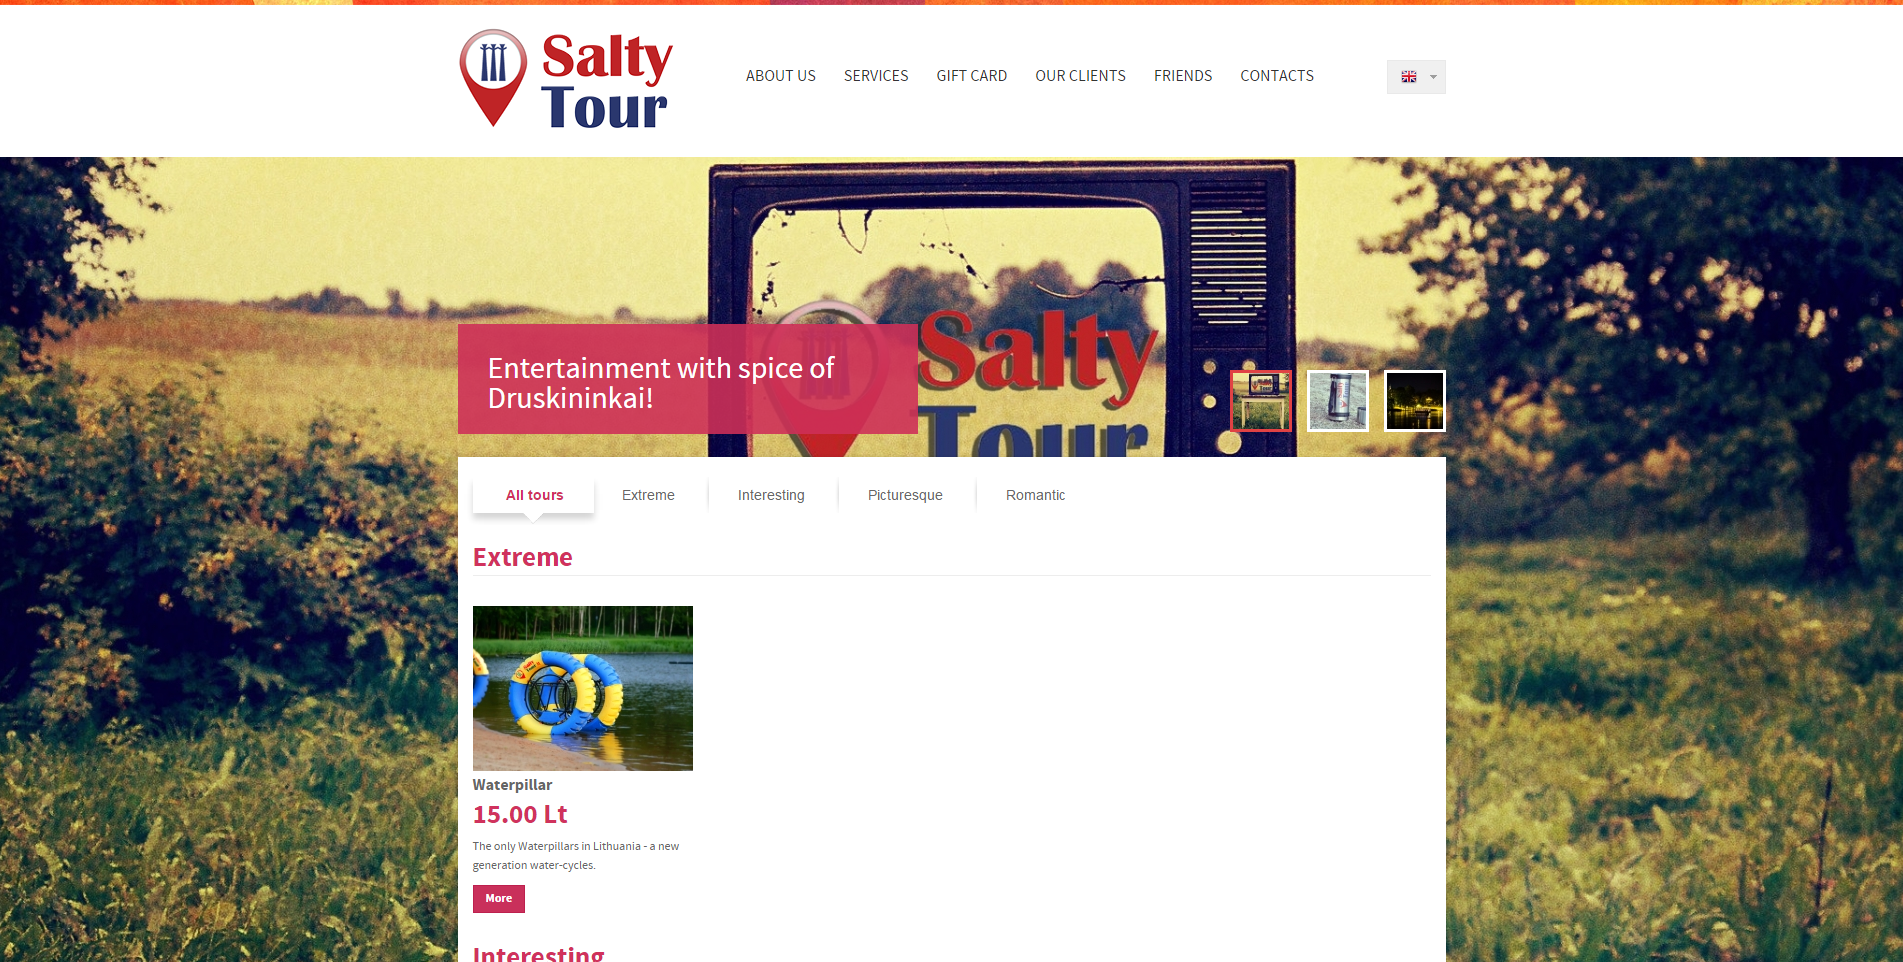 Salty
Tour
ABOUT US
SERVICES
GIFT CARD
OUR CLIENTS
FRIENDS
CONTACTS
Salty
Tour
Entertainment with spice of
Druskininkai!
All tours
Extreme
Interesting
Picturesque
Romantic
Extreme
Salty
Tour
Waterpillar
15.00 Lt
The only Waterpillars in Lithuania - a new
generation water-cycles.
More
Interesting